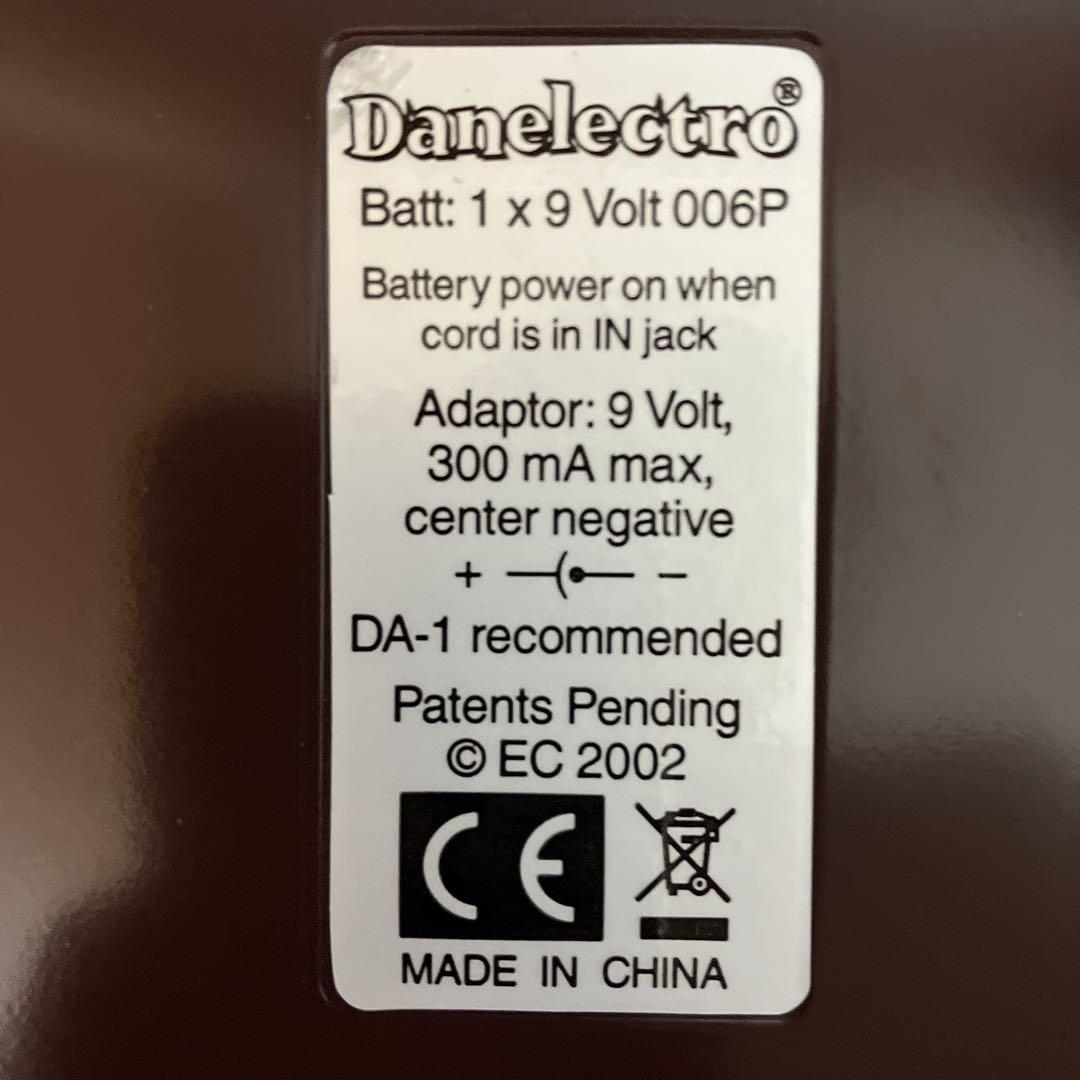 Danelectro®
Batt: 1 x 9 Volt 006P
Battery power on when
cord is in IN jack
Adaptor: 9 Volt,
300 mA max,
center negative
+ −
DA-1 recommended
Patents Pending
© EC 2002
CE
MADE IN CHINA